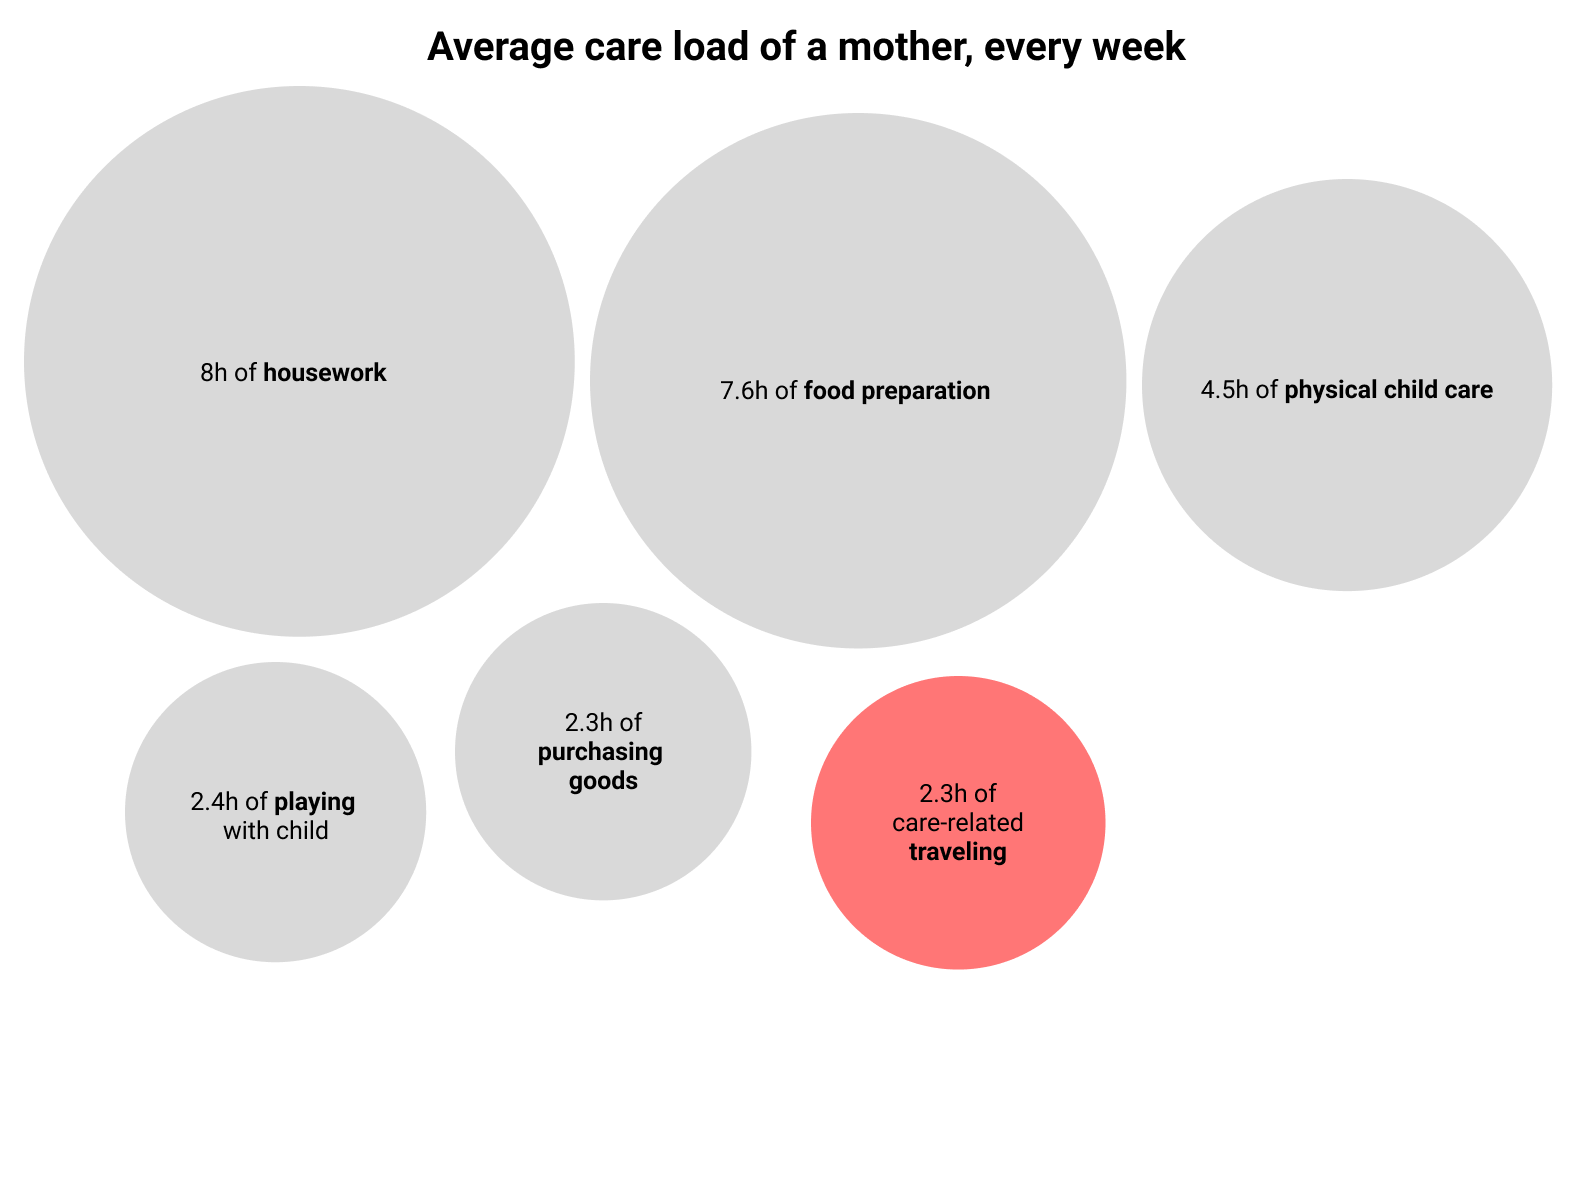 Average care load of a mother, every week
8h of housework
7.6h of food preparation
4.5h of physical child care
2.4h of playing
with child
2.3h of
purchasing
goods
2.3h of
care-related
traveling